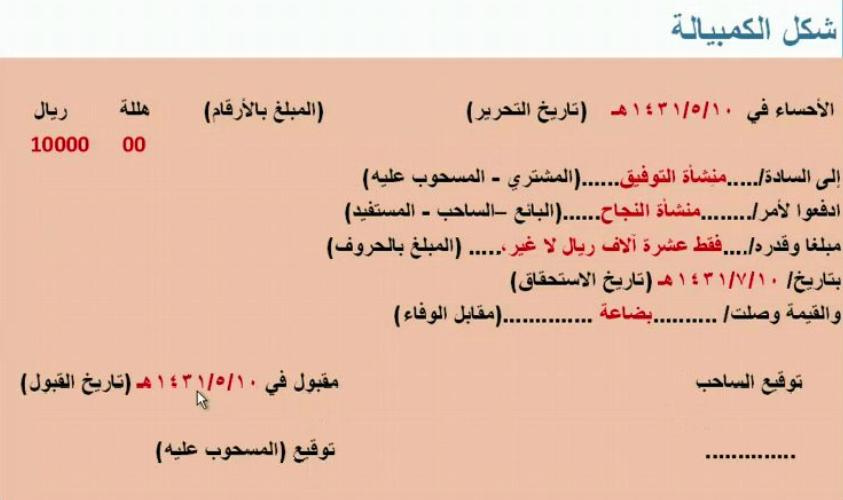 شكل الكمبيالة
الأحساء في ١٤٣١/٥/١٠هـ (تاريخ التحرير) (المبلغ بالأرقام) هللة ريال
00 10000
إلى السادة/.....منشأة التوفيق......(المشتري - المسحوب عليه)
ادفعوا لأمر/........منشأة النجاح......(البائع –الساحب - المستفيد)
مبلغا وقدره/....فقط عشرة آلاف ريال لا غير،..... (المبلغ بالحروف)
بتاريخ/ ١٤٣١/٧/١٠هـ (تاريخ الاستحقاق)
والقيمة وصلت/ ..........بضاعة ..............(مقابل الوفاء)
توقيع الساحب مقبول في ١٤٣١/٥/١٠هـ (تاريخ القبول)
.............. توقيع (المسحوب عليه)